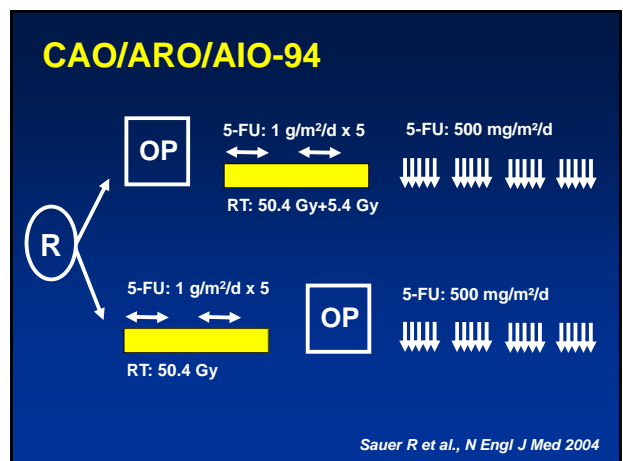 CAO/ARO/AIO-94
5-FU: 1 g/m²/d x 5
5-FU: 500 mg/m²/d
OP
RT: 50.4 Gy+5.4 Gy
R
5-FU: 1 g/m²/d x 5
OP
5-FU: 500 mg/m²/d
RT: 50.4 Gy
Sauer R et al., N Engl J Med 2004